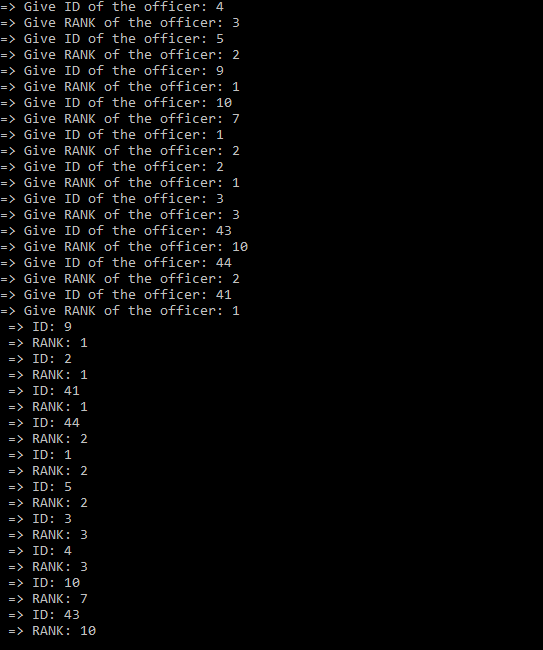 => Give ID of the officer: 4
=> Give RANK of the officer: 3
=> Give ID of the officer: 5
=> Give RANK of the officer: 2
=> Give ID of the officer: 9
=> Give RANK of the officer: 1
=> Give ID of the officer: 10
=> Give RANK of the officer: 7
=> Give ID of the officer: 1
=> Give RANK of the officer: 2
=> Give ID of the officer: 2
=> Give RANK of the officer: 1
=> Give ID of the officer: 3
=> Give RANK of the officer: 3
=> Give ID of the officer: 43
=> Give RANK of the officer: 10
=> Give ID of the officer: 44
=> Give RANK of the officer: 2
=> Give ID of the officer: 41
=> Give RANK of the officer: 1
=> ID: 9
=> RANK: 1
=> ID: 2
=> RANK: 1
=> ID: 41
=> RANK: 1
=> ID: 44
=> RANK: 2
=> ID: 1
=> RANK: 2
=> ID: 5
=> RANK: 2
=> ID: 3
=> RANK: 3
=> ID: 4
=> RANK: 3
=> ID: 10
=> RANK: 7
=> ID: 43
=> RANK: 10